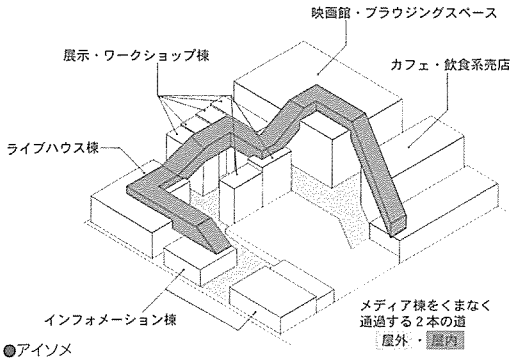 映画館・ブラウジングスペース
展示・ワークショップ棟
カフェ・飲食系売店
ライブハウス棟
インフォメーション棟
メディア棟をくまなく
通過する2本の道
屋外・屋内
●アイソメ